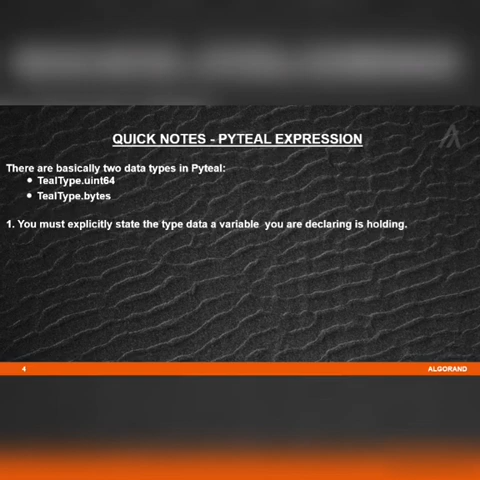 QUICK NOTES - PYTEAL EXPRESSION
There are basically two data types in Pyteal:
• TealType.uint64
• TealType.bytes
1. You must explicitly state the type data a variable you are declaring is holding.
4
ALGORAND